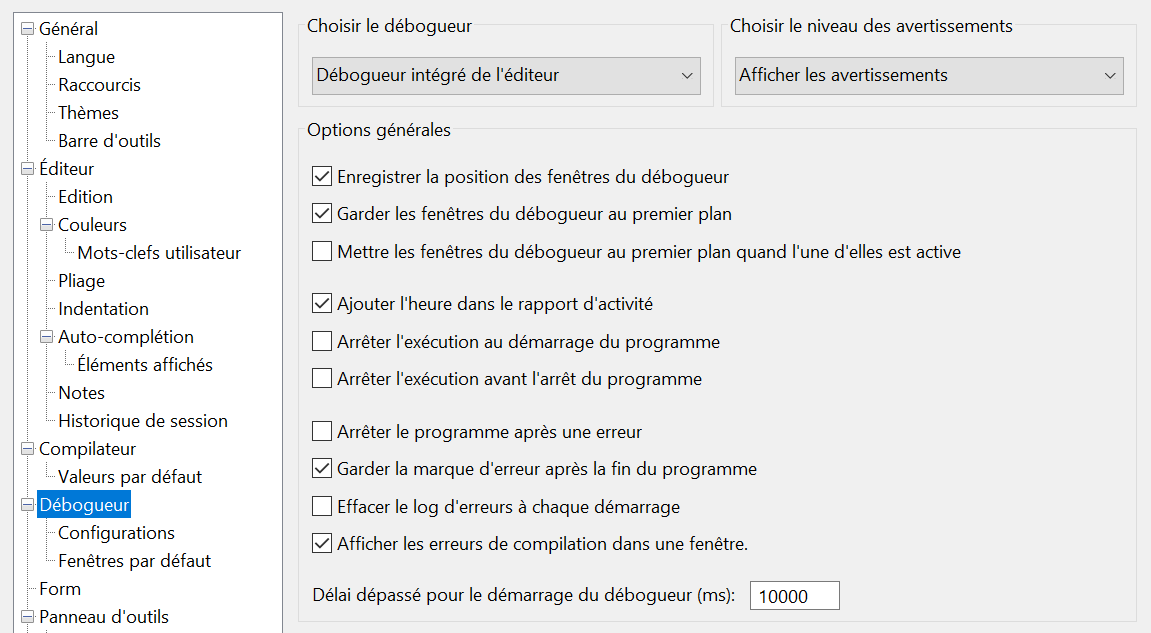 Général
Langue
Raccourcis
Thèmes
Barre d'outils
Éditeur
Edition
Couleurs
Mots-clefs utilisateur
Pliage
Indentation
Auto-complétion
Éléments affichés
Notes
Historique de session
Compilateur
Valeurs par défaut
Débogueur
Configurations
Fenêtres par défaut
Form
Panneau d'outils
Choisir le débogueur
Débogueur intégré de l'éditeur
Choisir le niveau des avertissements
Afficher les avertissements
Options générales
Enregistrer la position des fenêtres du débogueur
Garder les fenêtres du débogueur au premier plan
Mettre les fenêtres du débogueur au premier plan quand l'une d'elles est active
Ajouter l'heure dans le rapport d'activité
Arrêter l'exécution au démarrage du programme
Arrêter l'exécution avant l'arrêt du programme
Arrêter le programme après une erreur
Garder la marque d'erreur après la fin du programme
Effacer le log d'erreurs à chaque démarrage
Afficher les erreurs de compilation dans une fenêtre.
Délai dépassé pour le démarrage du débogueur (ms): 10000